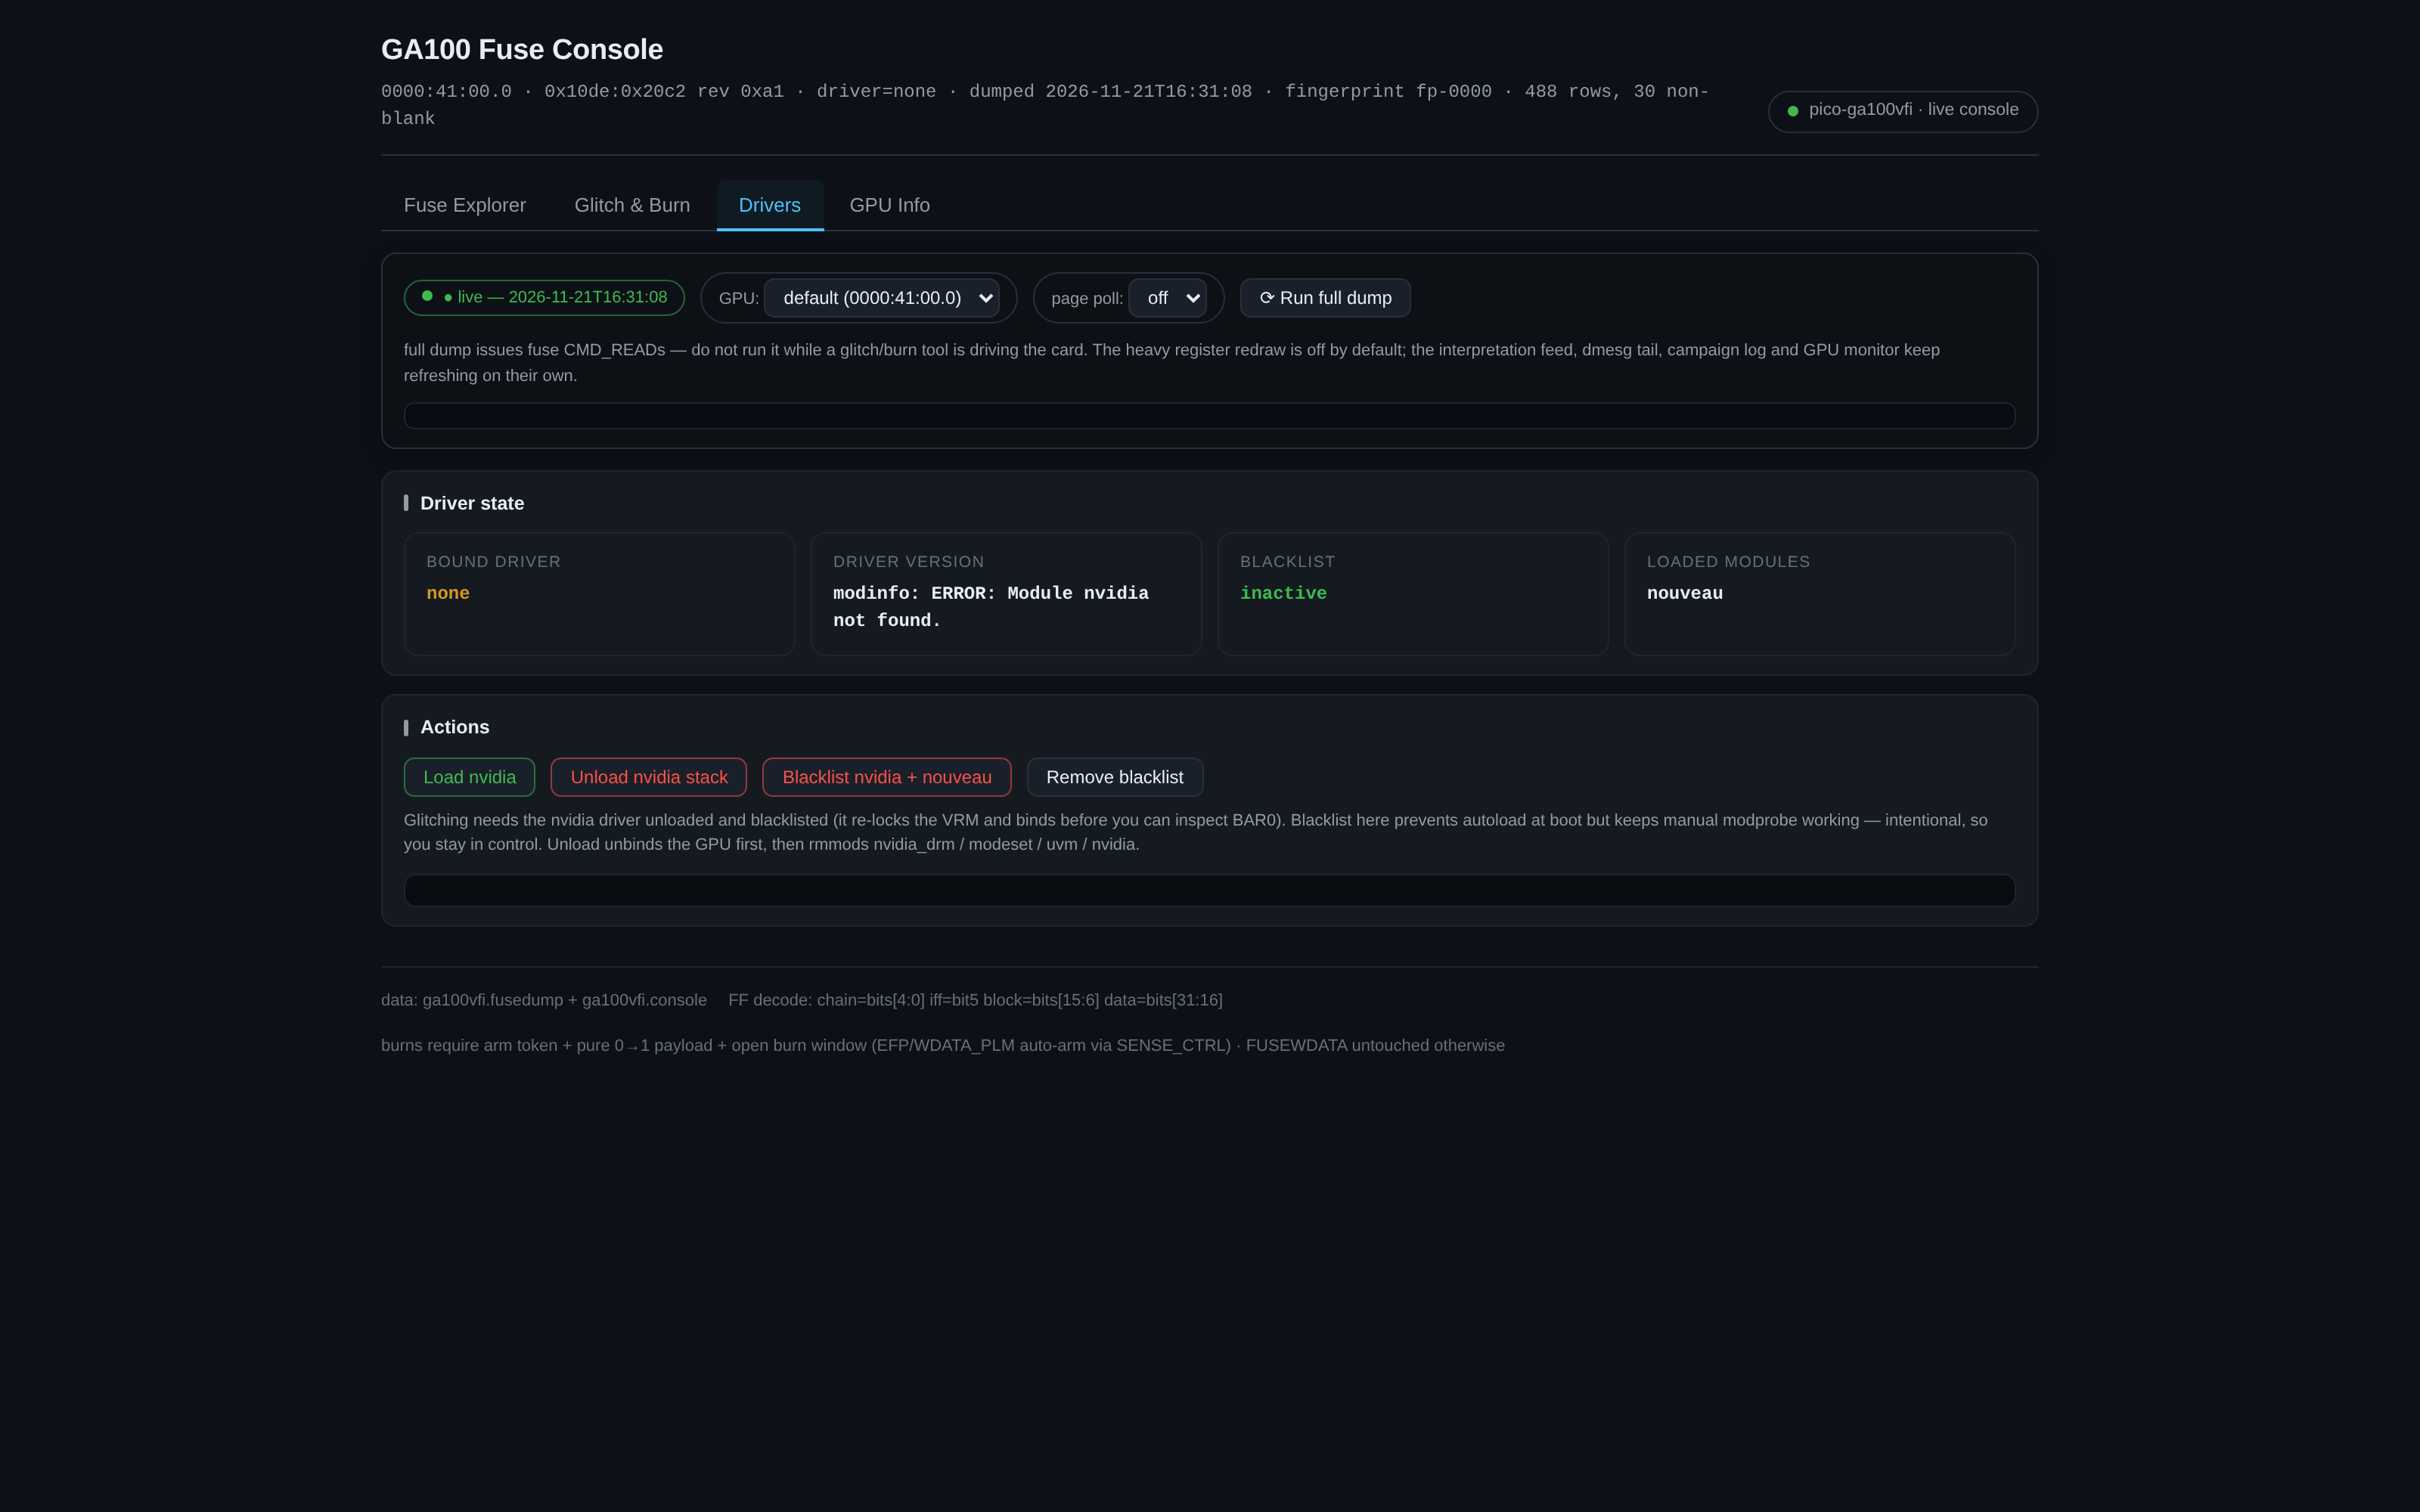 GA100 Fuse Console
0000:41:00.0 · 0x10de:0x20c2 rev 0xa1 · driver=none · dumped 2026-11-21T16:31:08 · fingerprint fp-0000 · 488 rows, 30 non-
blank
pico-ga100vfi · live console
Fuse Explorer
Glitch & Burn
Drivers
GPU Info
● live — 2026-11-21T16:31:08
GPU: default (0000:41:00.0)
page poll: off
⟳ Run full dump
full dump issues fuse CMD_READs — do not run it while a glitch/burn tool is driving the card. The heavy register redraw is off by default; the interpretation feed, dmesg tail, campaign log and GPU monitor keep
refreshing on their own.
Driver state
BOUND DRIVER
none
DRIVER VERSION
modinfo: ERROR: Module nvidia
not found.
BLACKLIST
inactive
LOADED MODULES
nouveau
Actions
Load nvidia
Unload nvidia stack
Blacklist nvidia + nouveau
Remove blacklist
Glitching needs the nvidia driver unloaded and blacklisted (it re-locks the VRM and binds before you can inspect BAR0). Blacklist here prevents autoload at boot but keeps manual modprobe working — intentional, so
you stay in control. Unload unbinds the GPU first, then rmmods nvidia_drm / modeset / uvm / nvidia.
data: ga100vfi.fusedump + ga100vfi.console FF decode: chain=bits[4:0] iff=bit5 block=bits[15:6] data=bits[31:16]
burns require arm token + pure 0→1 payload + open burn window (EFP/WDATA_PLM auto-arm via SENSE_CTRL) · FUSEWDATA untouched otherwise